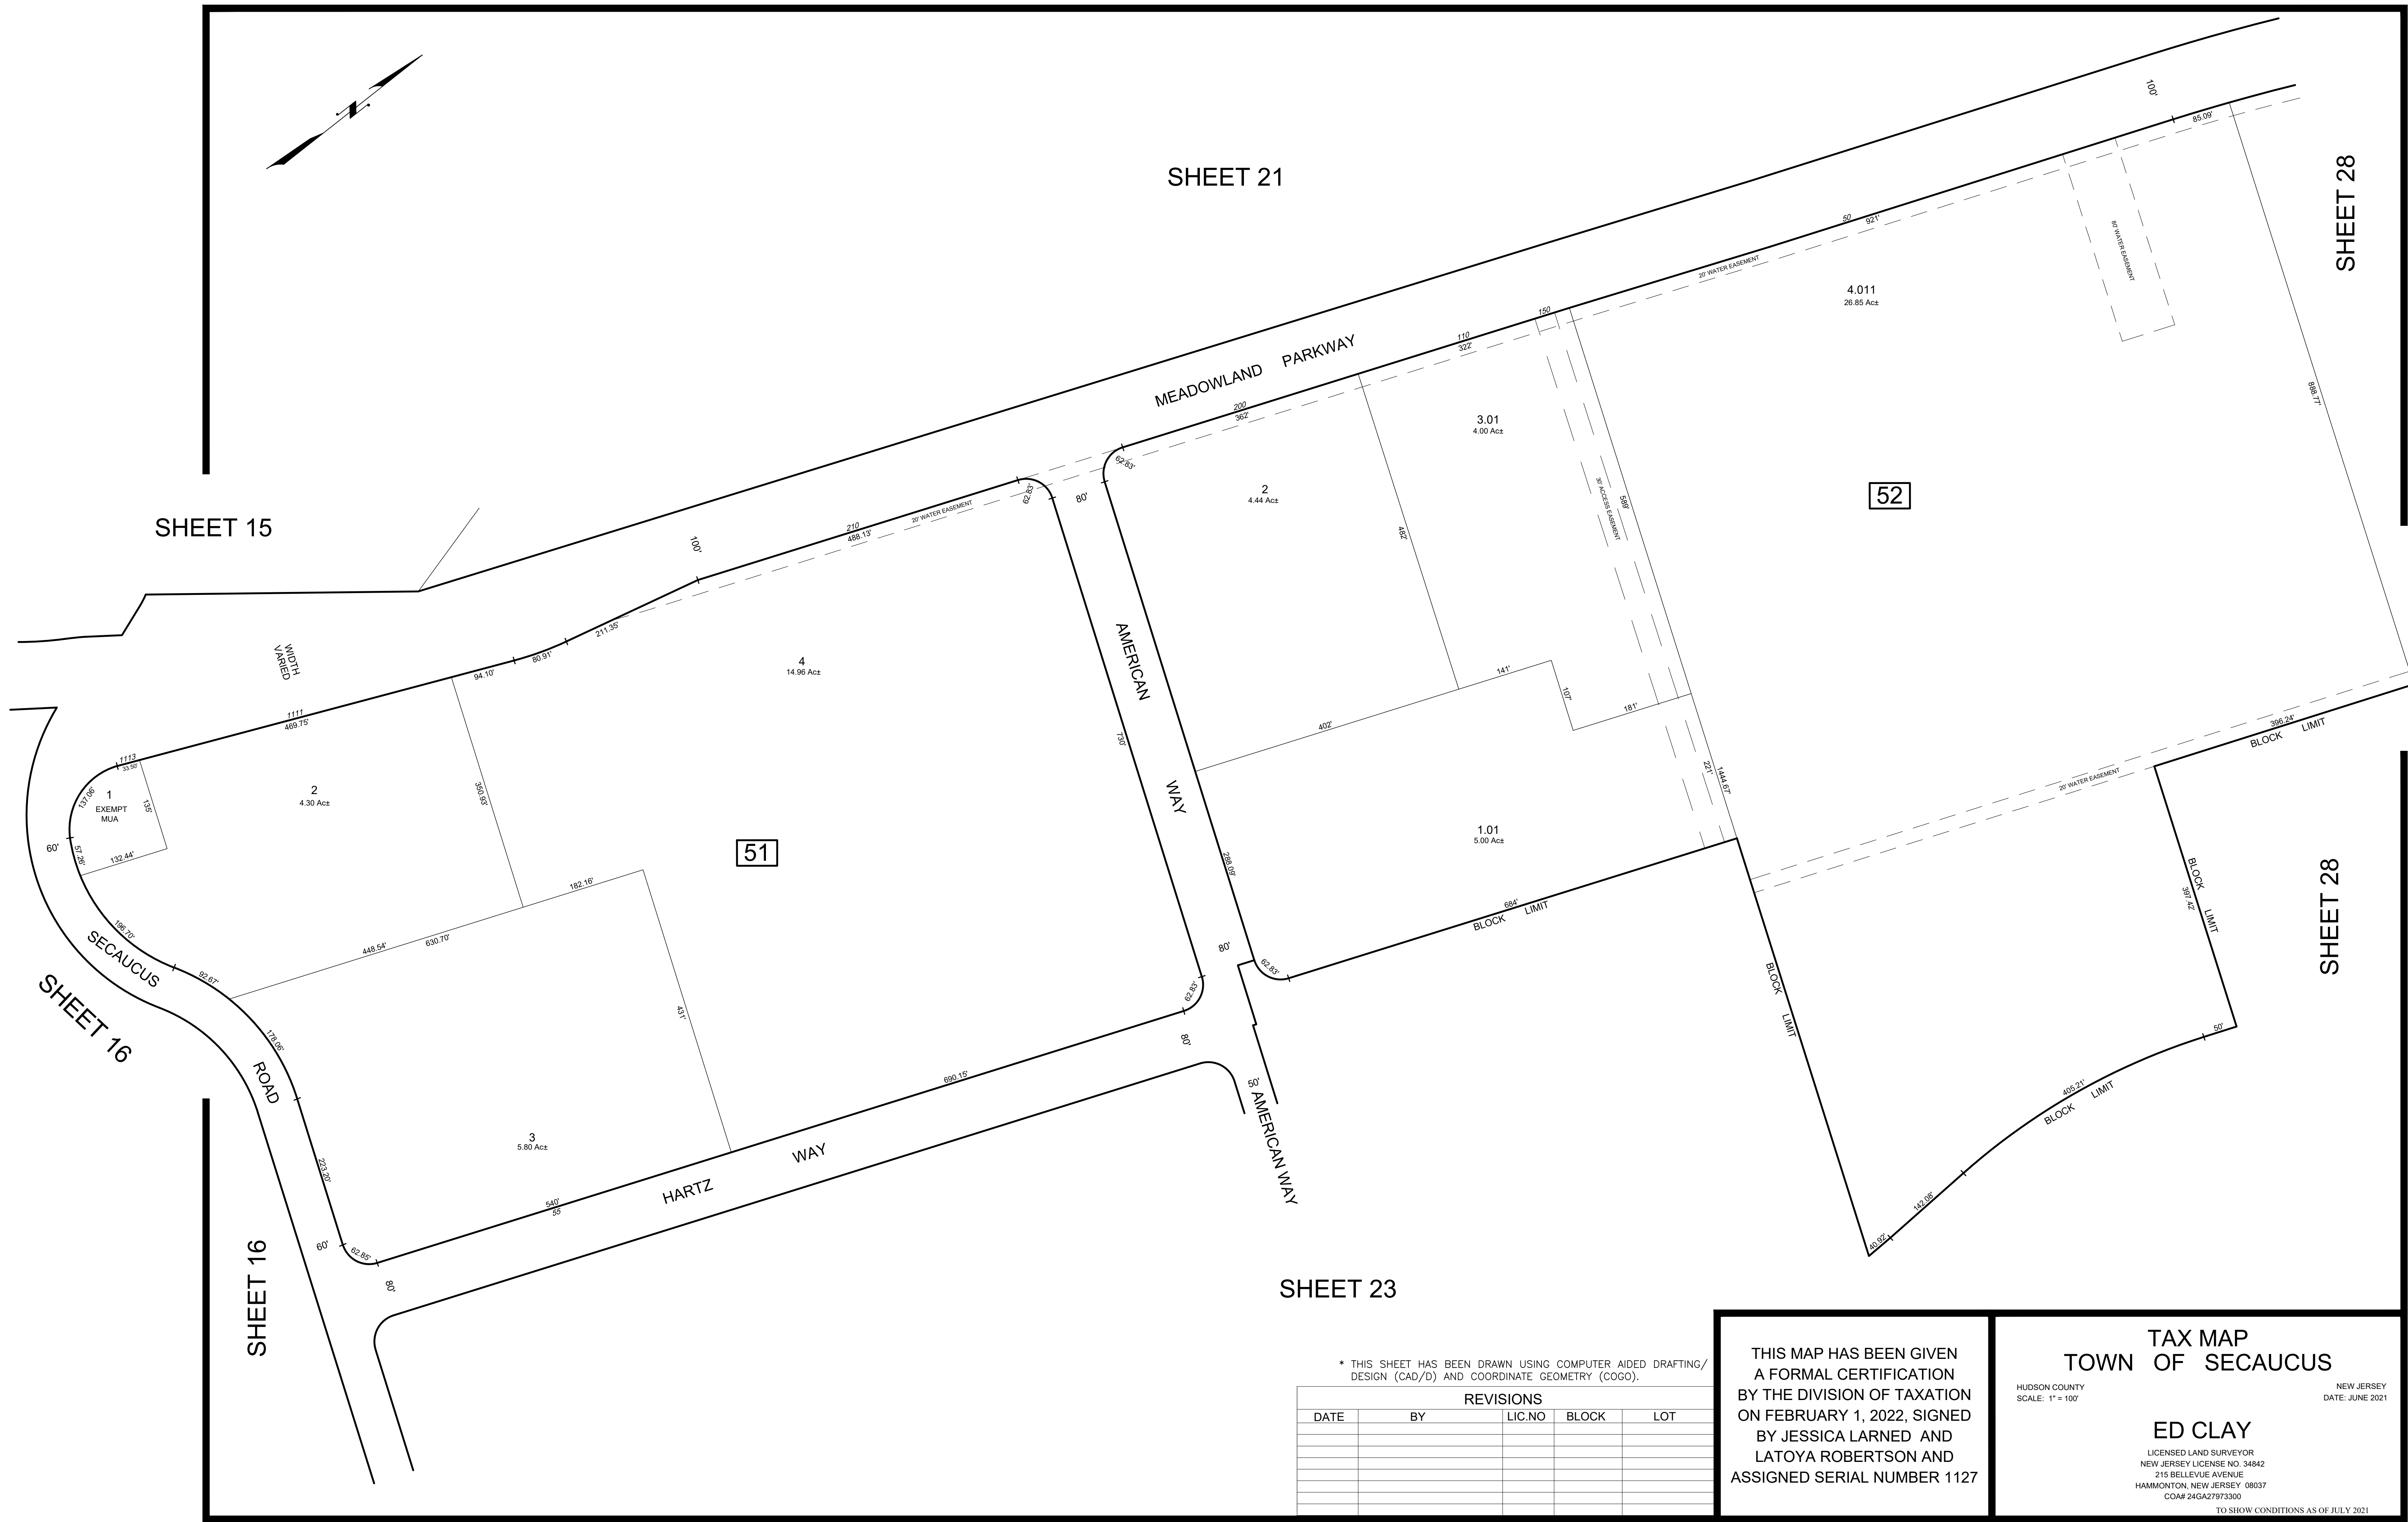 SHEET 21
SHEET 28
100'
85.09'
80' WATER EASEMENT
50
921'
20' WATER EASEMENT
4.011
26.85 Ac±
888.77'
150
110
322'
MEADOWLAND PARKWAY
200
362'
3.01
4.00 Ac±
62.83'
80'
2
4.44 Ac±
482'
30' ACCESS EASEMENT
589'
52
SHEET 15
100'
210
488.13'
20' WATER EASEMENT
62.83'
211.35'
80.91'
94.10'
WIDTH
VARIED
4
14.96 Ac±
AMERICAN
WAY
730'
141'
107'
181'
402'
1111
469.75'
1113
33.50'
137.06'
1
EXEMPT
MUA
135'
132.44'
60'
57.26'
2
4.30 Ac±
350.93'
51
221'
1444.67'
1.01
5.00 Ac±
288.09'
684'
BLOCK LIMIT
20' WATER EASEMENT
396.24'
BLOCK LIMIT
BLOCK LIMIT
397.42'
SHEET 28
182.16'
448.54'
630.70'
431'
196.70'
92.67'
178.06'
SECAUCUS
ROAD
SHEET 16
80'
62.83'
62.83'
80'
BLOCK LIMIT
50'
405.21'
BLOCK LIMIT
142.08'
40.92'
690.15'
50'
AMERICAN WAY
3
5.80 Ac±
223.20'
HARTZ WAY
540'
55
60'
62.85'
80'
SHEET 16
SHEET 23
* THIS SHEET HAS BEEN DRAWN USING COMPUTER AIDED DRAFTING/
DESIGN (CAD/D) AND COORDINATE GEOMETRY (COGO).
REVISIONS
DATE BY LIC.NO BLOCK LOT
THIS MAP HAS BEEN GIVEN
A FORMAL CERTIFICATION
BY THE DIVISION OF TAXATION
ON FEBRUARY 1, 2022, SIGNED
BY JESSICA LARNED AND
LATOYA ROBERTSON AND
ASSIGNED SERIAL NUMBER 1127
TAX MAP
TOWN OF SECAUCUS
HUDSON COUNTY NEW JERSEY
SCALE: 1" = 100' DATE: JUNE 2021
ED CLAY
LICENSED LAND SURVEYOR
NEW JERSEY LICENSE NO. 34842
215 BELLEVUE AVENUE
HAMMONTON, NEW JERSEY 08037
COA# 24GA27973300
TO SHOW CONDITIONS AS OF JULY 2021